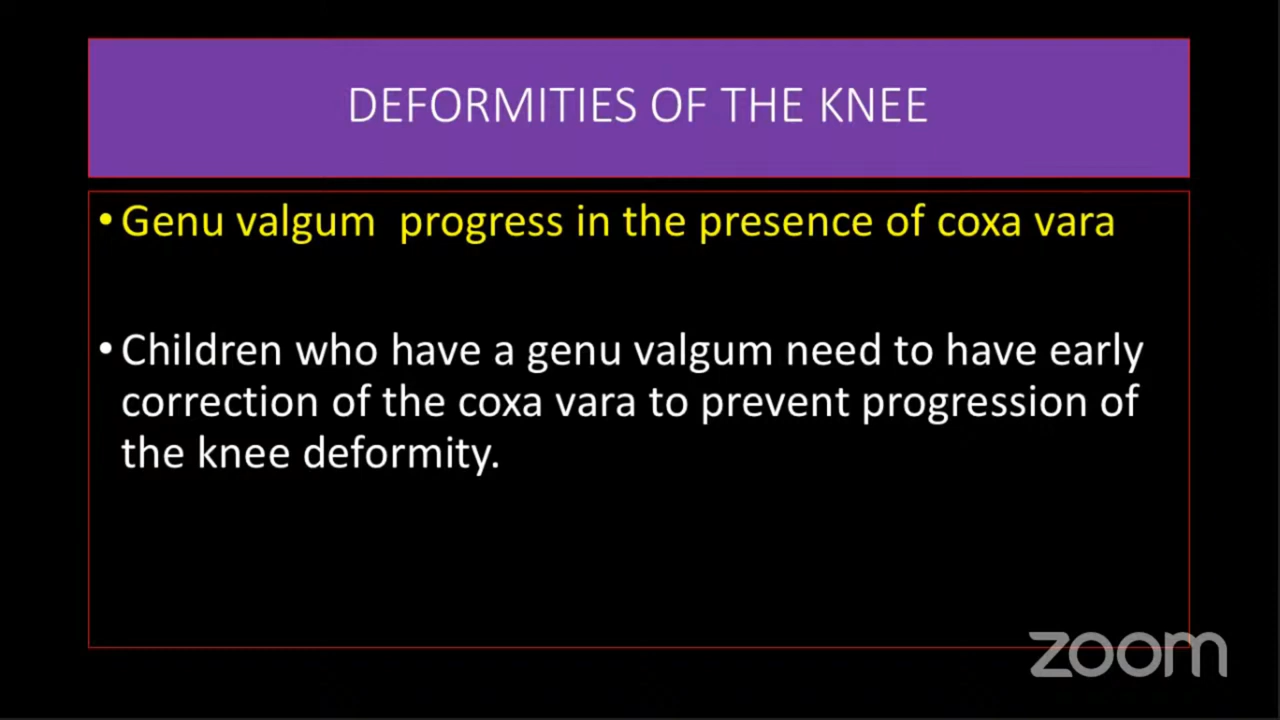 DEFORMITIES OF THE KNEE
• Genu valgum progress in the presence of coxa vara
• Children who have a genu valgum need to have early
correction of the coxa vara to prevent progression of
the knee deformity.
zoom